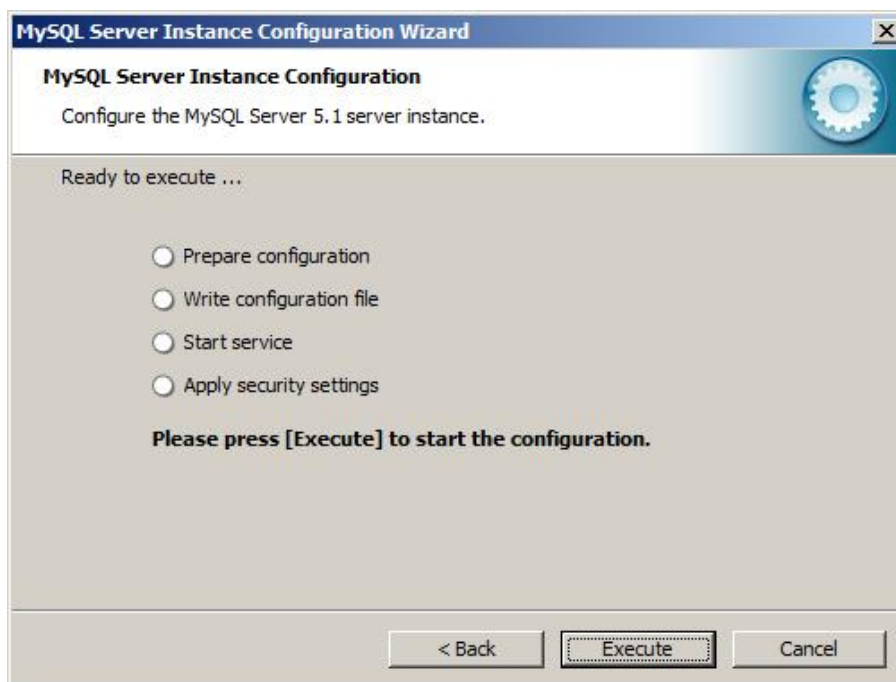 MySQL Server Instance Configuration Wizard
MySQL Server Instance Configuration
Configure the MySQL Server 5.1 server instance.
Ready to execute ...
Prepare configuration
Write configuration file
Start service
Apply security settings
Please press [Execute] to start the configuration.
< Back
Execute
Cancel